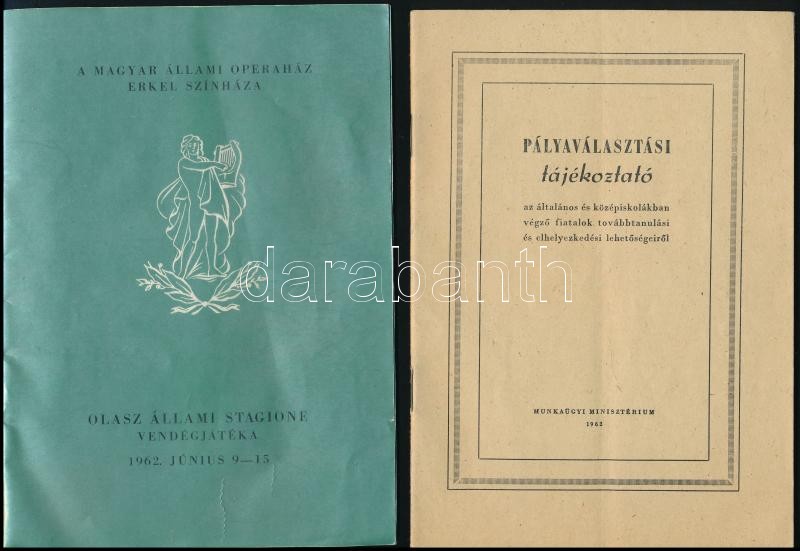 A MAGYAR ÁLLAMI OPERAHÁZ
ERKEL SZÍNHÁZA
OLASZ ÁLLAMI STAGIONE
VENDÉGJÁTÉKA
1962. JÚNIUS 9—15
PÁLYAVÁLASZTÁSI
tájékoztató
az általános és középiskolákban
végző fiatalok továbbtanulási
és elhelyezkedési lehetőségeiről
MUNKAÜGYI MINISZTÉRIUM
1962
darabanth